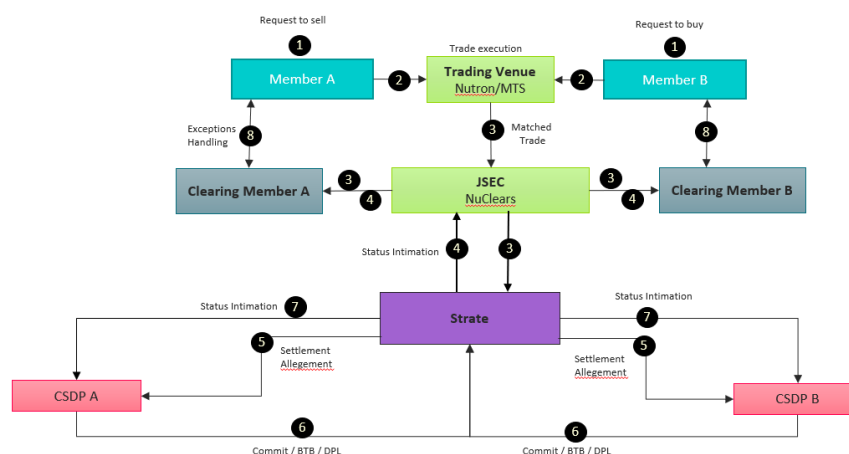 Request to sell
Request to buy
1
1
Trade execution
Member A
2
Trading Venue
Nutron/MTS
2
Member B
Exceptions
Handling
8
3
Matched
Trade
8
Clearing Member A
3
4
JSEC
NuClears
3
4
Clearing Member B
Status Intimation
4
3
Status Intimation
7
Strate
Status Intimation
7
5
Settlement
Allegement
Settlement
Allegement
5
CSDP A
CSDP B
6
6
Commit / BTB / DPL
Commit / BTB / DPL